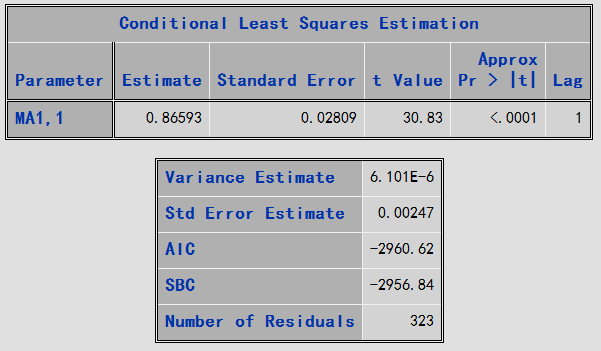 Conditional Least Squares Estimation
Parameter Estimate Standard Error t Value Approx Pr > |t| Lag
MA1,1 0.86593 0.02809 30.83 <.0001 1
Variance Estimate 6.101E-6
Std Error Estimate 0.00247
AIC -2960.62
SBC -2956.84
Number of Residuals 323